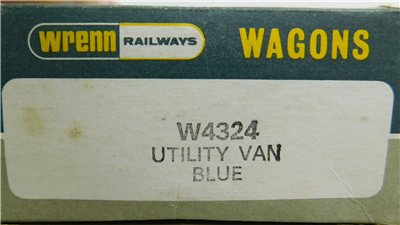 wrenn RAILWAYS WAGONS
W4324
UTILITY VAN
BLUE